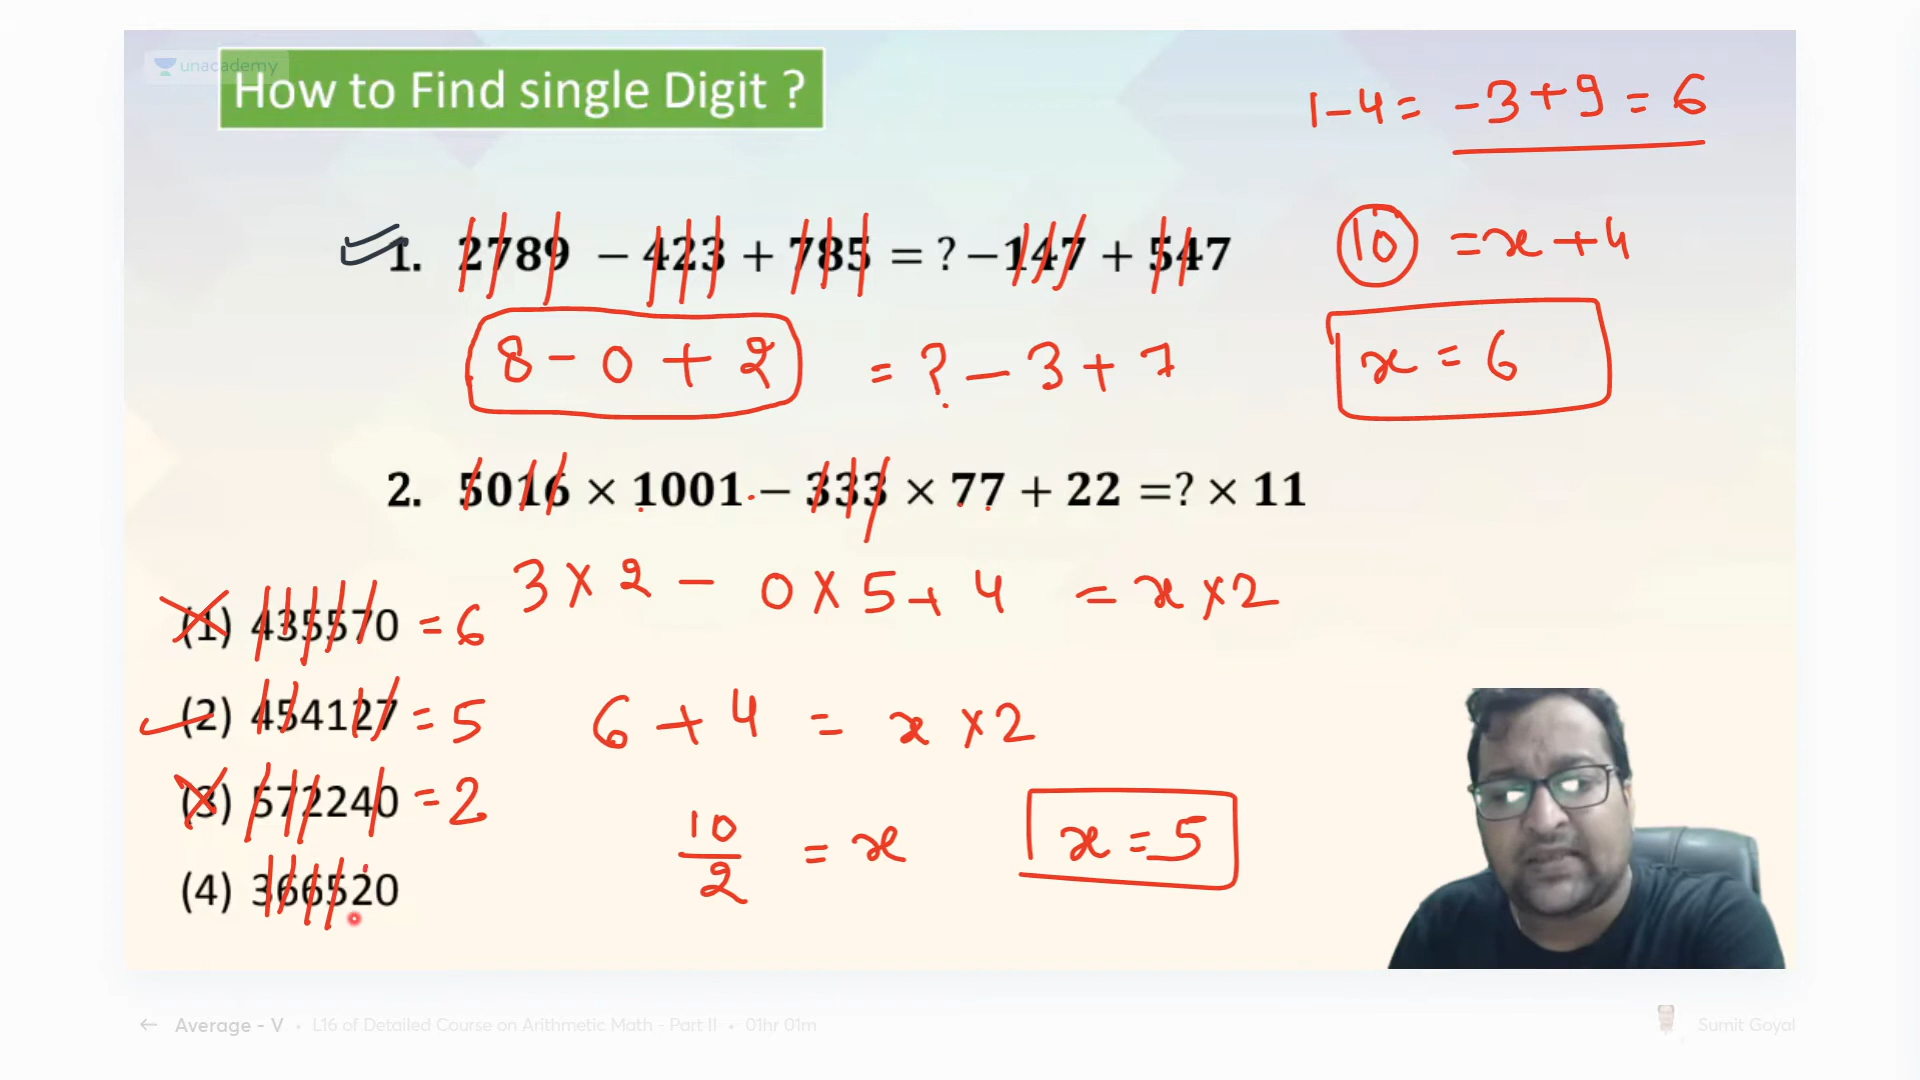 unacademy
How to Find single Digit ?
1 - 4 = -3 + 9 = 6
1. 2789 − 423 + 785 = ? − 147 + 547
10 = x + 4
8 - 0 + 2 = ? - 3 + 7
x = 6
2. 5016 × 1001 − 333 × 77 + 22 =? × 11
3 × 2 - 0 × 5 + 4 = x × 2
(1) 435570 = 6
(2) 454127 = 5
6 + 4 = x × 2
(3) 572240 = 2
10/2 = x
x = 5
(4) 366520
← Average - V • L16 of Detailed Course on Arithmetic Math - Part II • 01hr 01m
Sumit Goyal